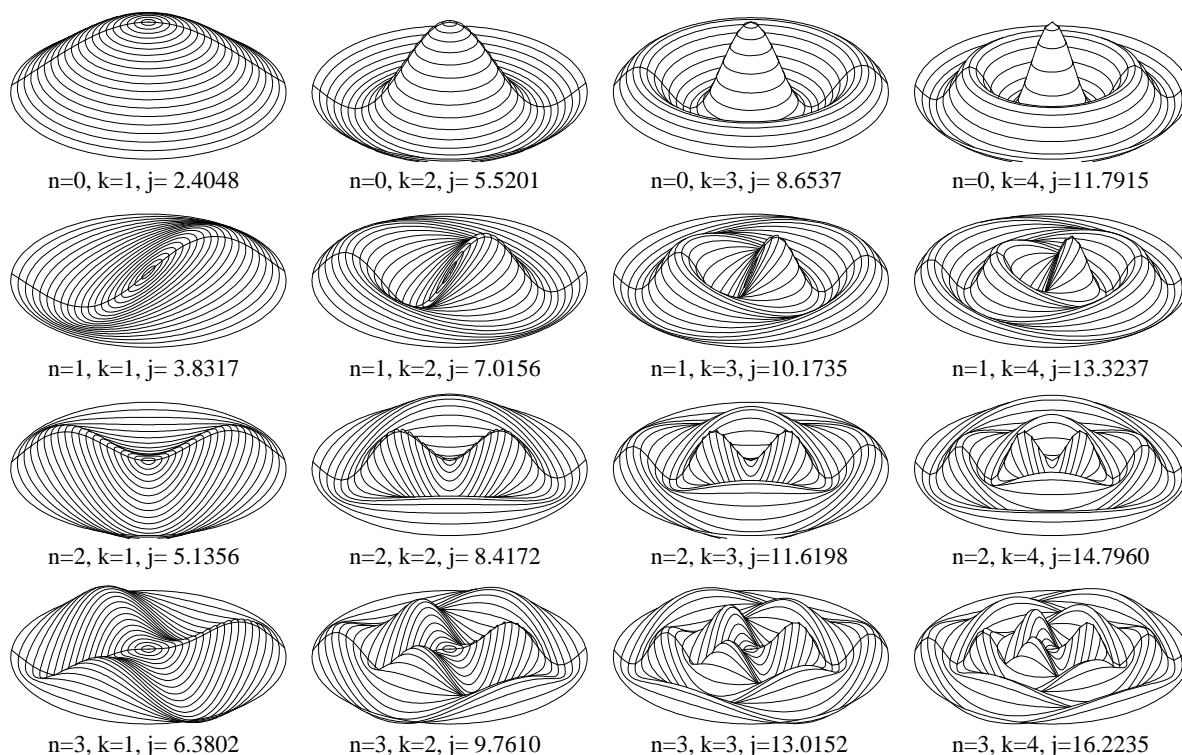 n=0, k=1, j= 2.4048
n=0, k=2, j= 5.5201
n=0, k=3, j= 8.6537
n=0, k=4, j=11.7915
n=1, k=1, j= 3.8317
n=1, k=2, j= 7.0156
n=1, k=3, j=10.1735
n=1, k=4, j=13.3237
n=2, k=1, j= 5.1356
n=2, k=2, j= 8.4172
n=2, k=3, j=11.6198
n=2, k=4, j=14.7960
n=3, k=1, j= 6.3802
n=3, k=2, j= 9.7610
n=3, k=3, j=13.0152
n=3, k=4, j=16.2235